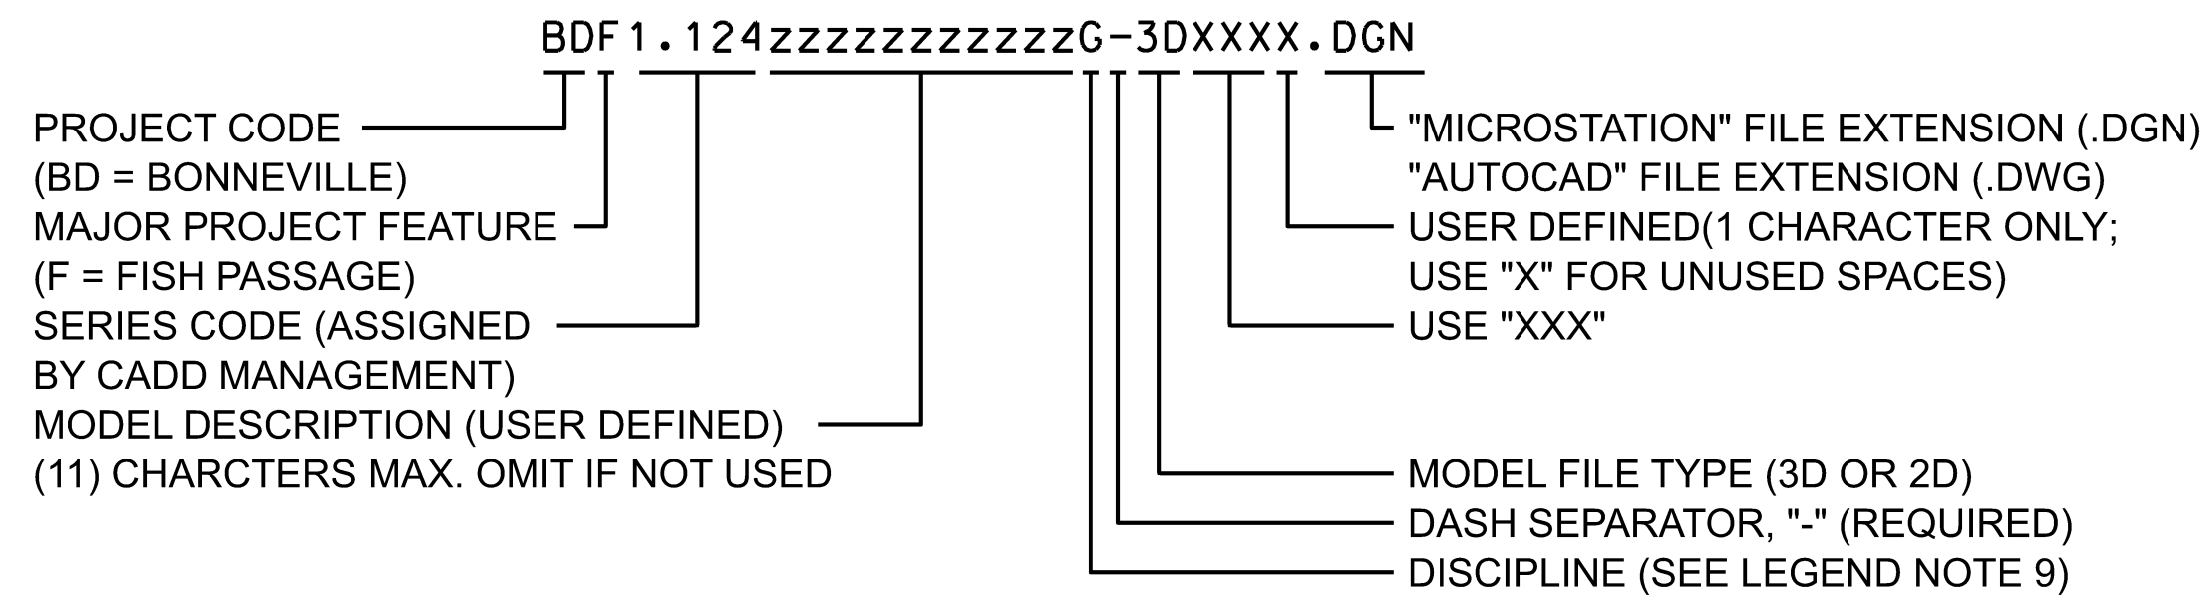 BDF1.124zzzzzzzzzzzG-3DXXXX.DGN
PROJECT CODE
(BD = BONNEVILLE)
MAJOR PROJECT FEATURE
(F = FISH PASSAGE)
SERIES CODE (ASSIGNED
BY CADD MANAGEMENT)
MODEL DESCRIPTION (USER DEFINED)
(11) CHARCTERS MAX. OMIT IF NOT USED
"MICROSTATION" FILE EXTENSION (.DGN)
"AUTOCAD" FILE EXTENSION (.DWG)
USER DEFINED(1 CHARACTER ONLY;
USE "X" FOR UNUSED SPACES)
USE "XXX"
MODEL FILE TYPE (3D OR 2D)
DASH SEPARATOR, "-" (REQUIRED)
DISCIPLINE (SEE LEGEND NOTE 9)